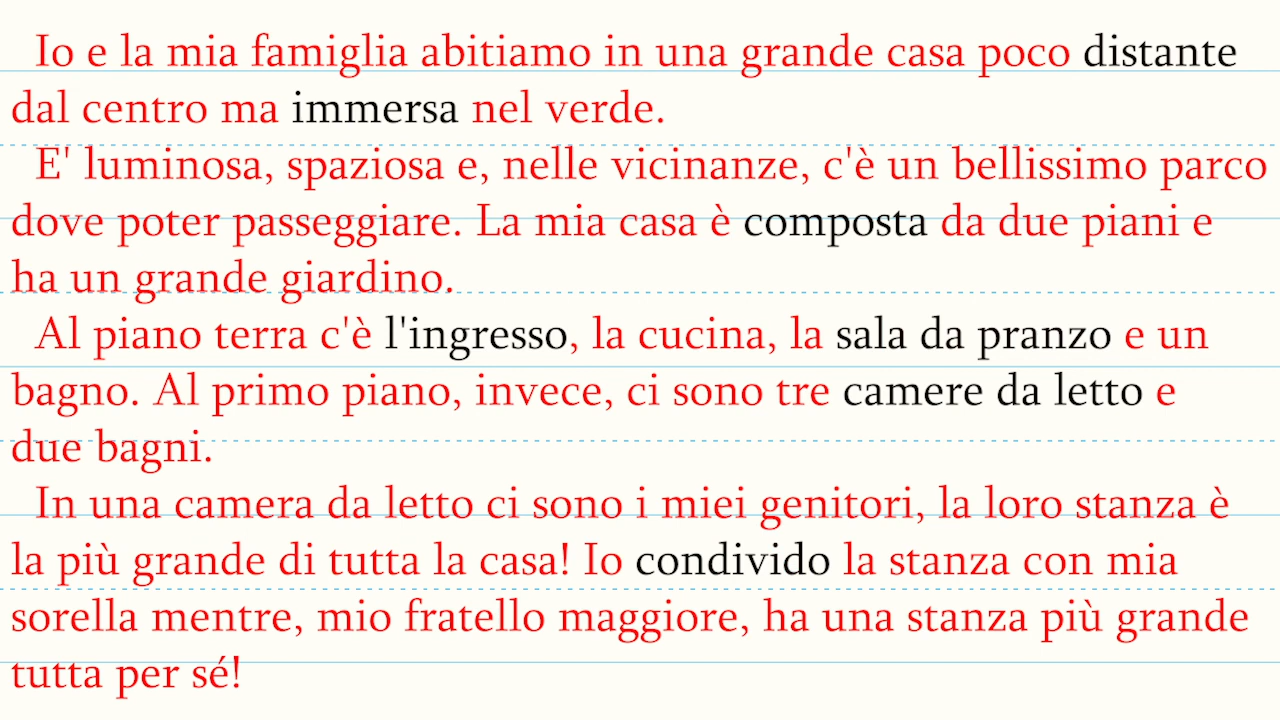 Io e la mia famiglia abitiamo in una grande casa poco distante
dal centro ma immersa nel verde.
E' luminosa, spaziosa e, nelle vicinanze, c'è un bellissimo parco
dove poter passeggiare. La mia casa è composta da due piani e
ha un grande giardino.
Al piano terra c'è l'ingresso, la cucina, la sala da pranzo e un
bagno. Al primo piano, invece, ci sono tre camere da letto e
due bagni.
In una camera da letto ci sono i miei genitori, la loro stanza è
la più grande di tutta la casa! Io condivido la stanza con mia
sorella mentre, mio fratello maggiore, ha una stanza più grande
tutta per sé!